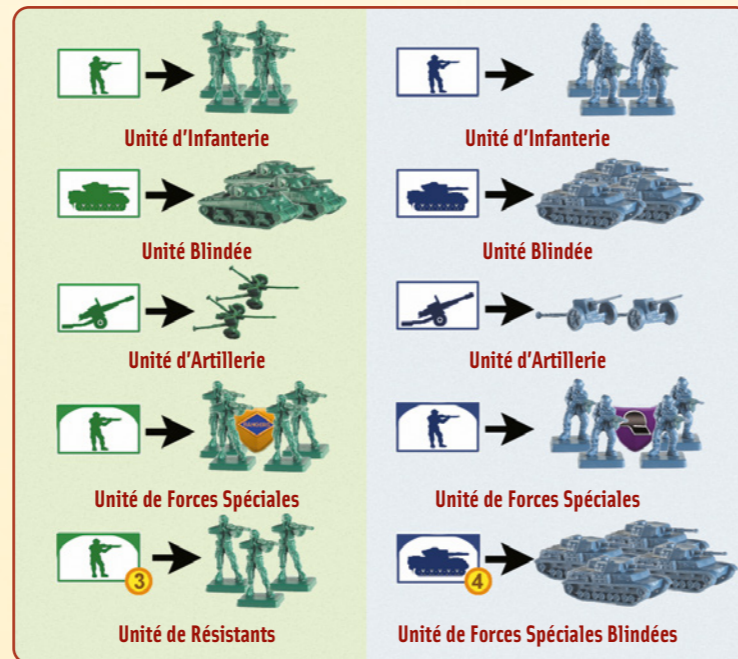 Unité d'Infanterie
Unité d'Infanterie
Unité Blindée
Unité Blindée
Unité d'Artillerie
Unité d'Artillerie
Unité de Forces Spéciales
Unité de Forces Spéciales
3
4
Unité de Résistants
Unité de Forces Spéciales Blindées